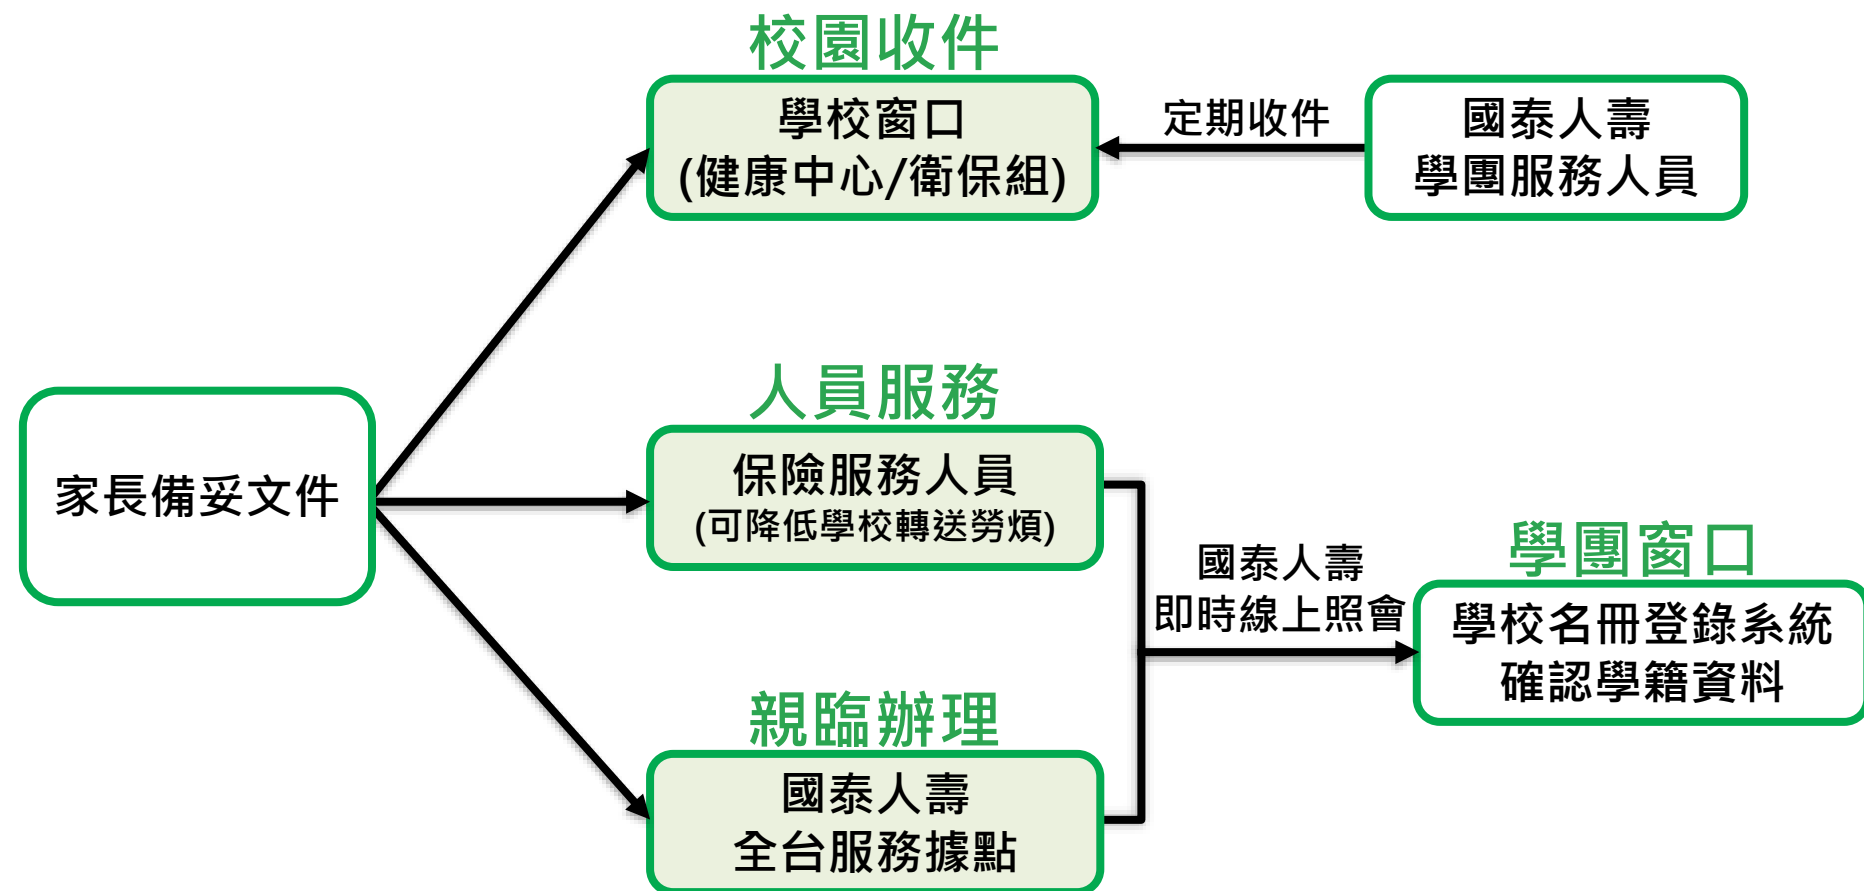 校園收件
學校窗口
(健康中心/衛保組)
定期收件
國泰人壽
學團服務人員
家長備妥文件
人員服務
保險服務人員
(可降低學校轉送勞煩)
國泰人壽
即時線上照會
學團窗口
學校名冊登錄系統
確認學籍資料
親臨辦理
國泰人壽
全台服務據點